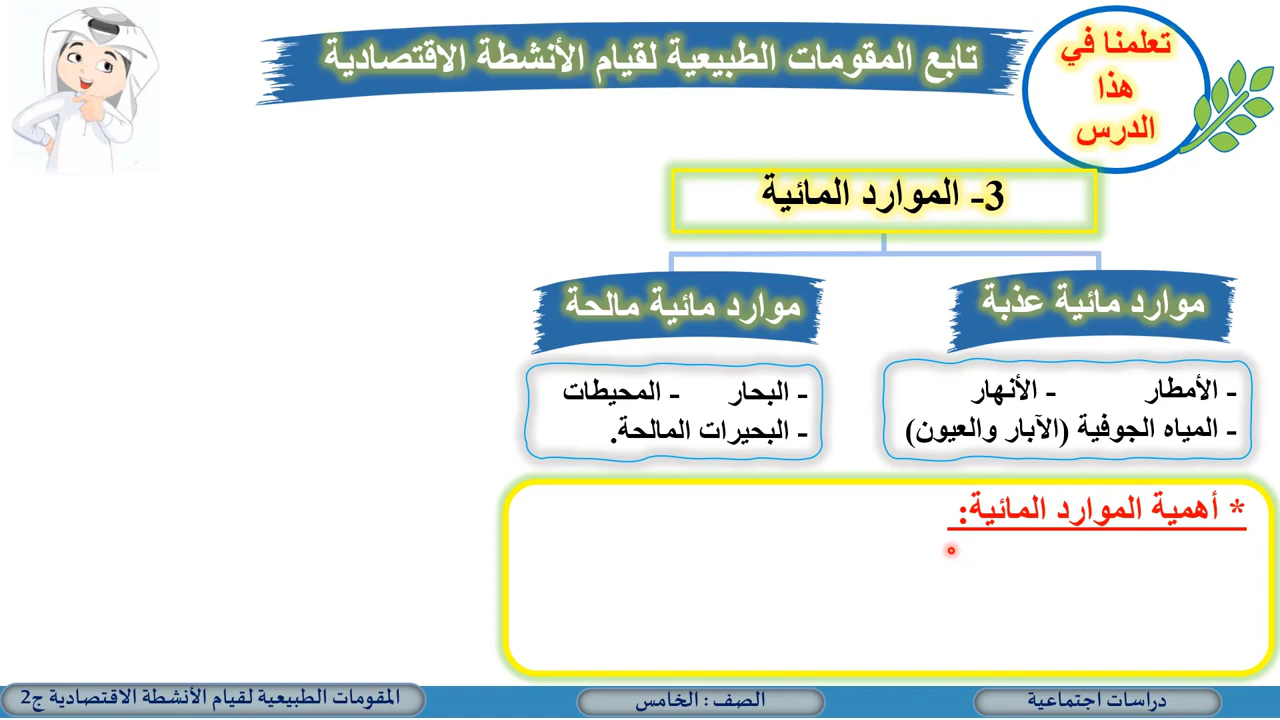 تعلمنا في
هذا
الدرس
تابع المقومات الطبيعية لقيام الأنشطة الاقتصادية
3- الموارد المائية
موارد مائية عذبة
- الأمطار - الأنهار
- المياه الجوفية (الآبار والعيون)
موارد مائية مالحة
- البحار - المحيطات
- البحيرات المالحة.
* أهمية الموارد المائية:
دراسات اجتماعية
الصف : الخامس
المقومات الطبيعية لقيام الأنشطة الاقتصادية ج2